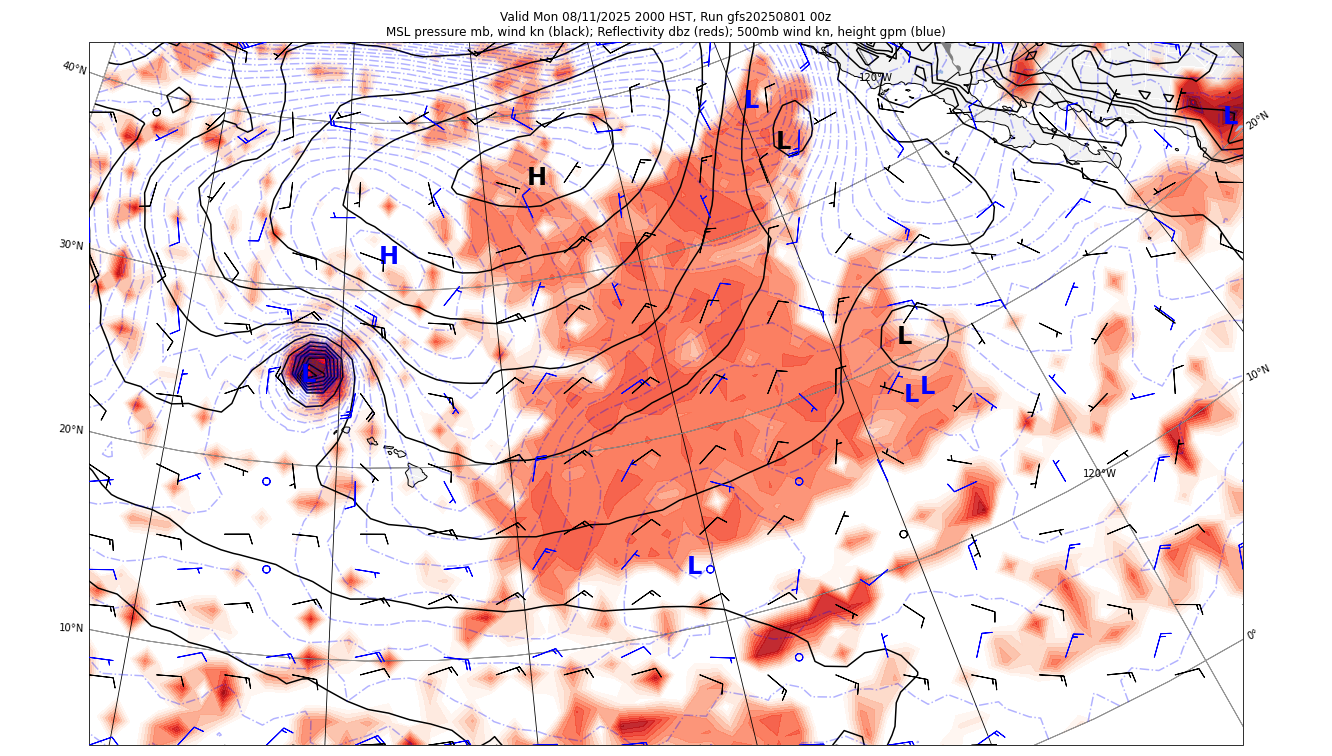 Valid Mon 08/11/2025 2000 HST, Run gfs20250801 00z
MSL pressure mb, wind kn (black); Reflectivity dbz (reds); 500mb wind kn, height gpm (blue)
40°N
120°W
20°N
L
L
L
H
30°N
H
L
10°N
L
L
L
20°N
120°W
L
10°N
0°